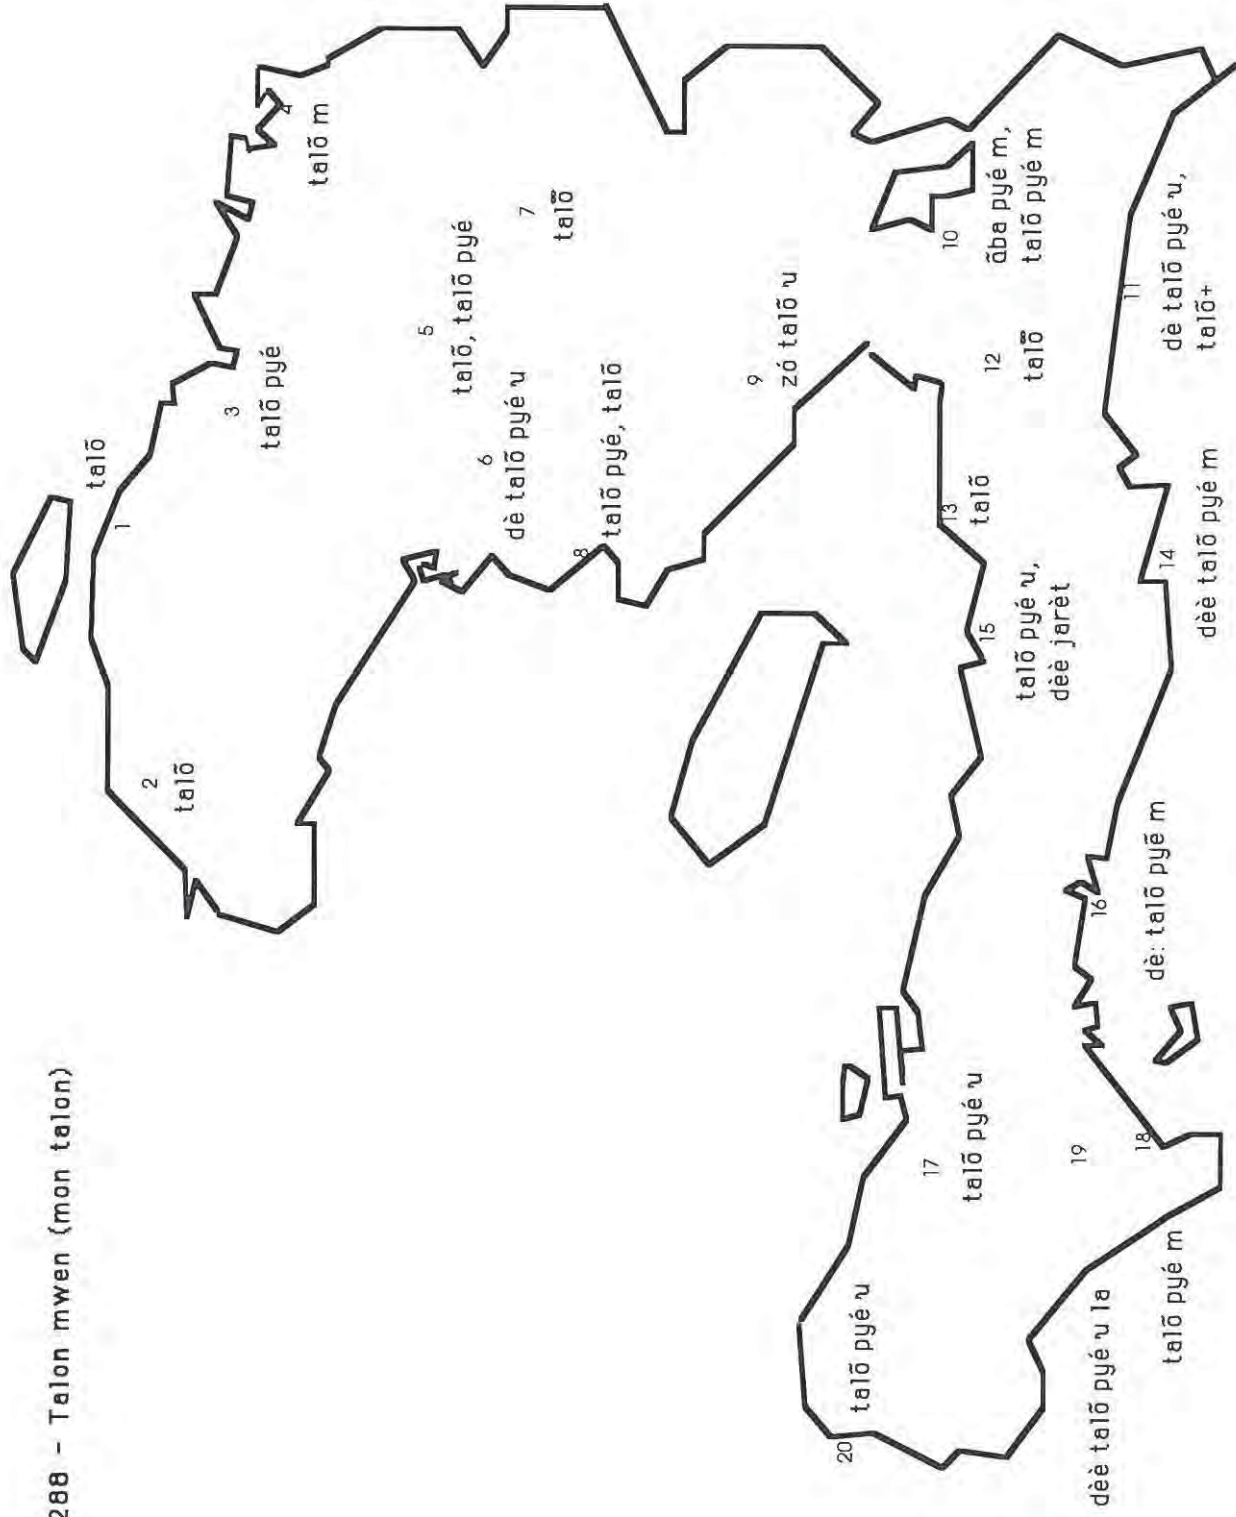 288 - Talon mwen (mon talon)
talõ
1
2
talõ
3
talõ pyé
4
talõ m
5
talõ, talõ pyé
6
dè talõ pyé u
7
talõ
8
talõ pyé, talõ
9
zó talõ u
10
ãba pyé m,
talõ pyé m
11
dè talõ pyé u,
talõ+
12
talõ
13
talõ
14
dèè talõ pyé m
15
talõ pyé u,
dèè jarèt
16
dè: talõ pyẽ m
17
talõ pyé u
18
talõ pyé m
19
dèè talõ pyé u la
20
talõ pyé u